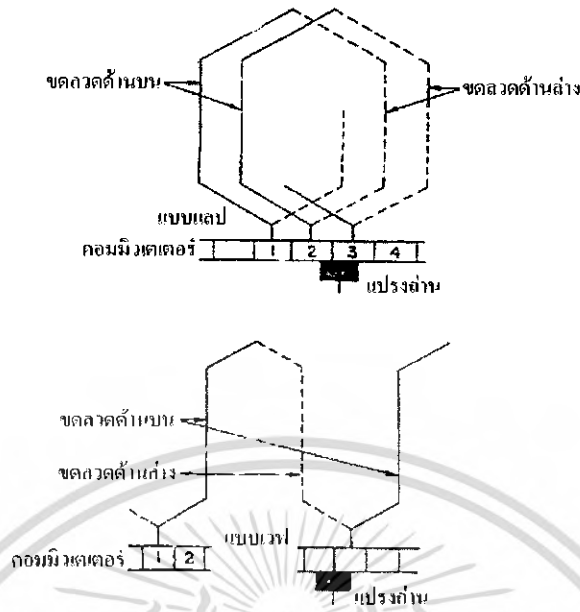 ขดลวดด้านบน
ขดลวดด้านล่าง
แบบแลป
คอมมิวเตเตอร์ 1 2 3 4
แปรงถ่าน
ขดลวดด้านบน
ขดลวดด้านล่าง
แบบเวฟ
คอมมิวเตเตอร์ 1 2
แปรงถ่าน